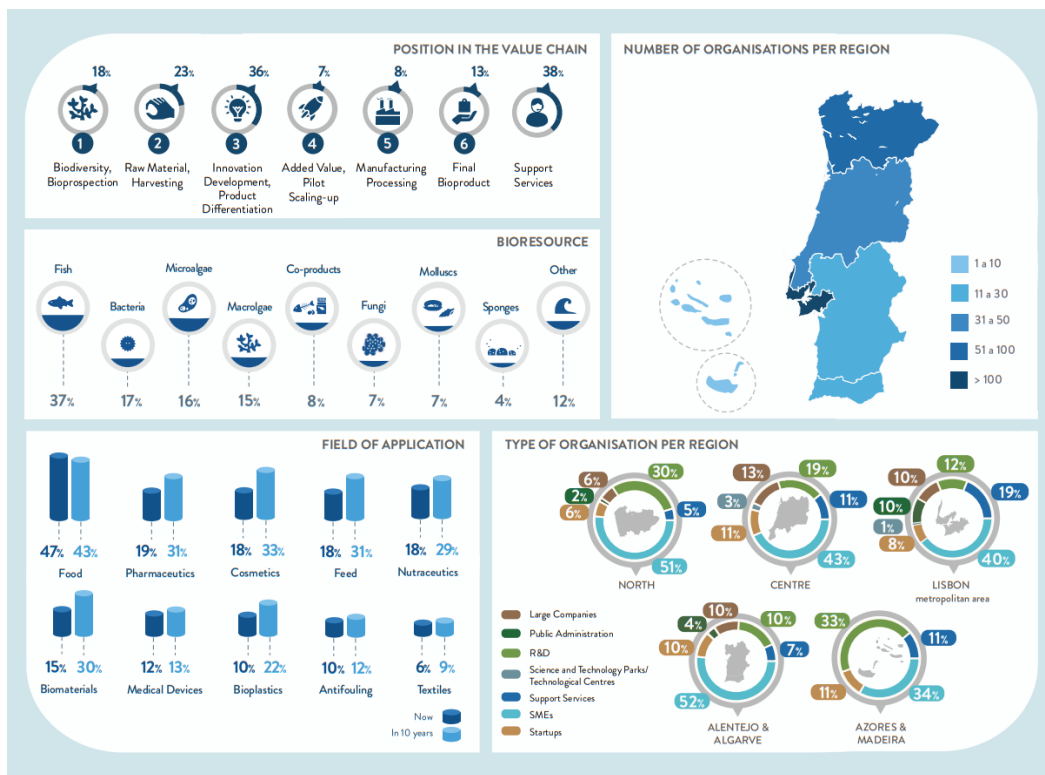 POSITION IN THE VALUE CHAIN
18%
23%
36%
7%
8%
13%
38%
1
2
3
4
5
6
Biodiversity,
Bioprospection
Raw Material,
Harvesting
Innovation
Development,
Product
Differentiation
Added Value,
Pilot
Scaling-up
Manufacturing
Processing
Final
Bioproduct
Support
Services
NUMBER OF ORGANISATIONS PER REGION
1 a 10
11 a 30
31 a 50
51 a 100
> 100
BIORESOURCE
Fish
Bacteria
Microalgae
Macrolgae
Co-products
Fungi
Molluscs
Sponges
Other
37%
17%
16%
15%
8%
7%
7%
4%
12%
FIELD OF APPLICATION
47% 43%
Food
19% 31%
Pharmaceutics
18% 33%
Cosmetics
18% 31%
Feed
18% 29%
Nutraceutics
15% 30%
Biomaterials
12% 13%
Medical Devices
10% 22%
Bioplastics
10% 12%
Antifouling
6% 9%
Textiles
Now
In 10 years
TYPE OF ORGANISATION PER REGION
6%
30%
2%
6%
5%
51%
NORTH
13%
19%
3%
11%
11%
43%
CENTRE
12%
10%
19%
10%
1%
8%
40%
LISBON
metropolitan area
Large Companies
Public Administration
R&D
Science and Technology Parks/
Technological Centres
Support Services
SMEs
Startups
10%
4%
10%
10%
7%
52%
ALENTEJO &
ALGARVE
33%
11%
11%
34%
AZORES &
MADEIRA